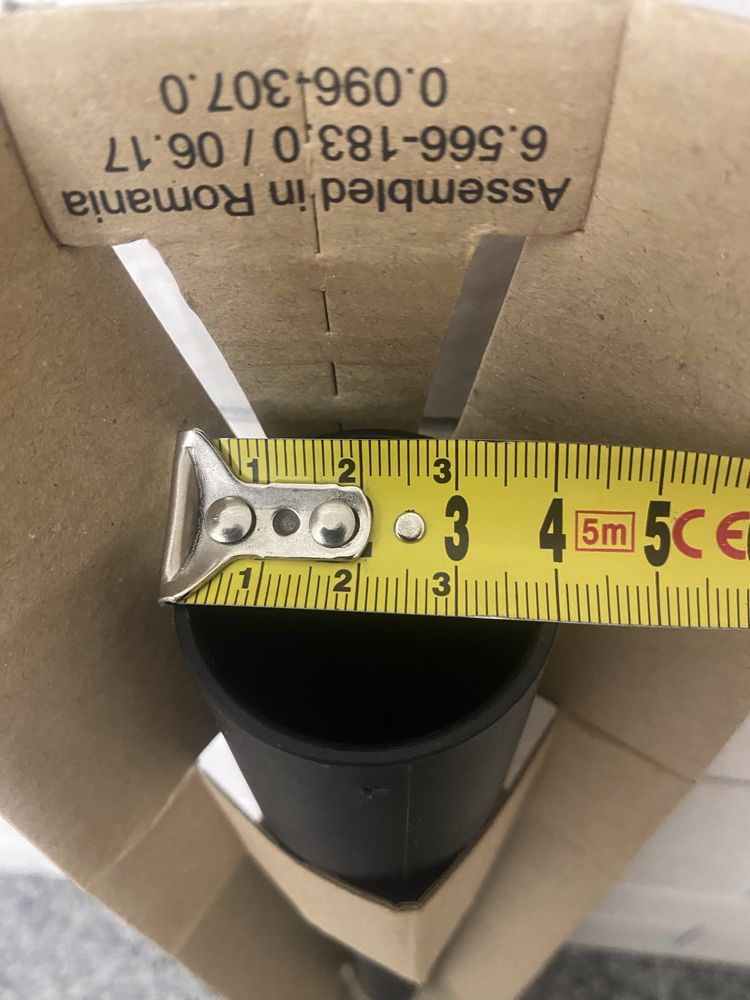 Assembled in Romania
6.566-183.0 / 06.17
0.096-307.0
1 2 3
3 4 5m 5 CE
1 2 3